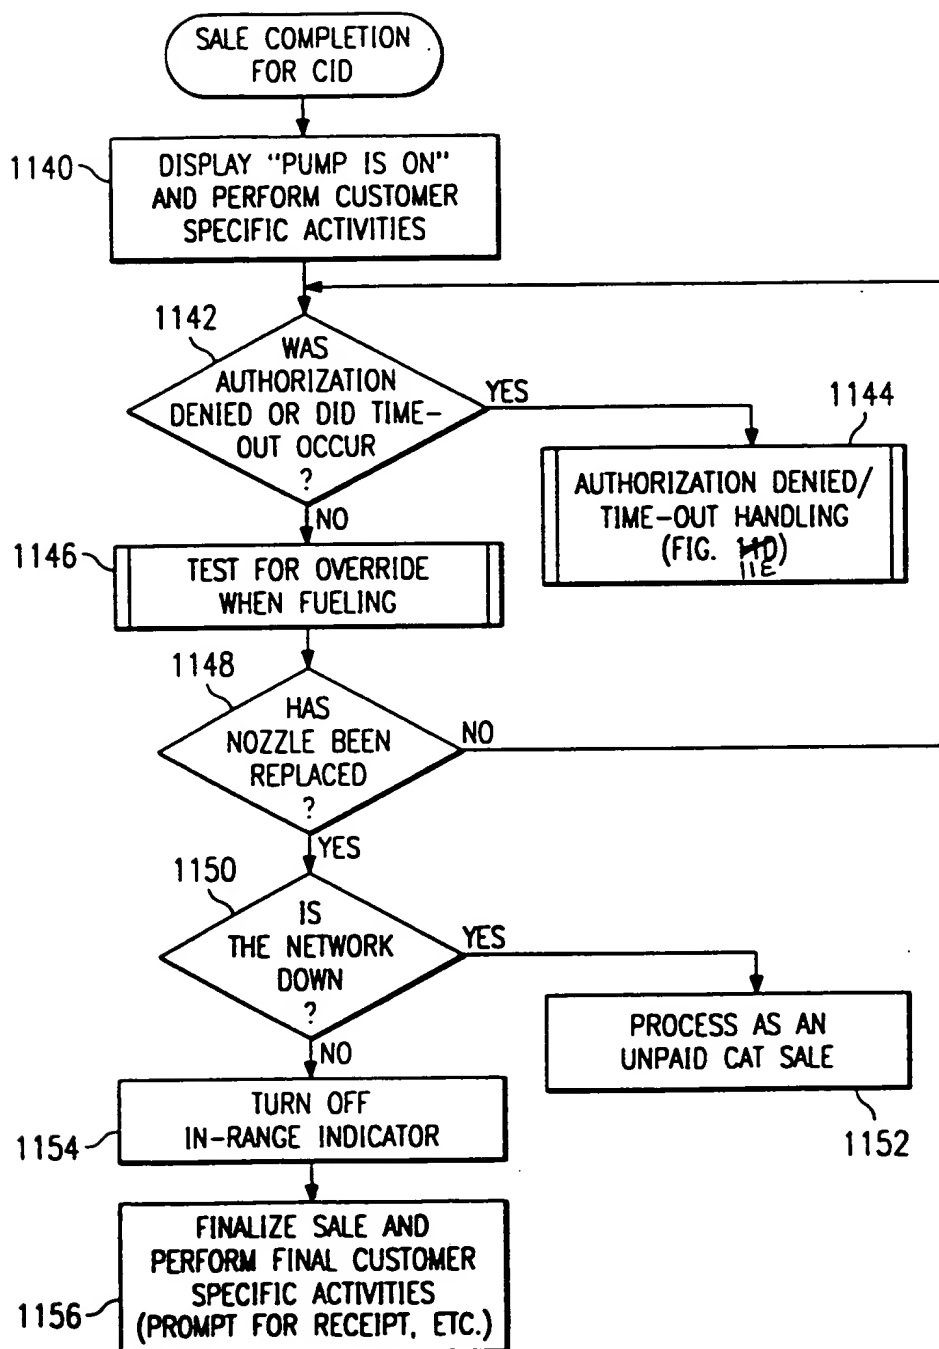 SALE COMPLETION
FOR CID
1140
DISPLAY "PUMP IS ON"
AND PERFORM CUSTOMER
SPECIFIC ACTIVITIES
1142
WAS
AUTHORIZATION
DENIED OR DID TIME-
OUT OCCUR
?
YES
1144
AUTHORIZATION DENIED/
TIME-OUT HANDLING
(FIG. 11D)
11E
NO
1146
TEST FOR OVERRIDE
WHEN FUELING
1148
HAS
NOZZLE BEEN
REPLACED
?
NO
YES
1150
IS
THE NETWORK
DOWN
?
YES
PROCESS AS AN
UNPAID CAT SALE
1152
NO
TURN OFF
IN-RANGE INDICATOR
1154
FINALIZE SALE AND
PERFORM FINAL CUSTOMER
SPECIFIC ACTIVITIES
(PROMPT FOR RECEIPT, ETC.)
1156